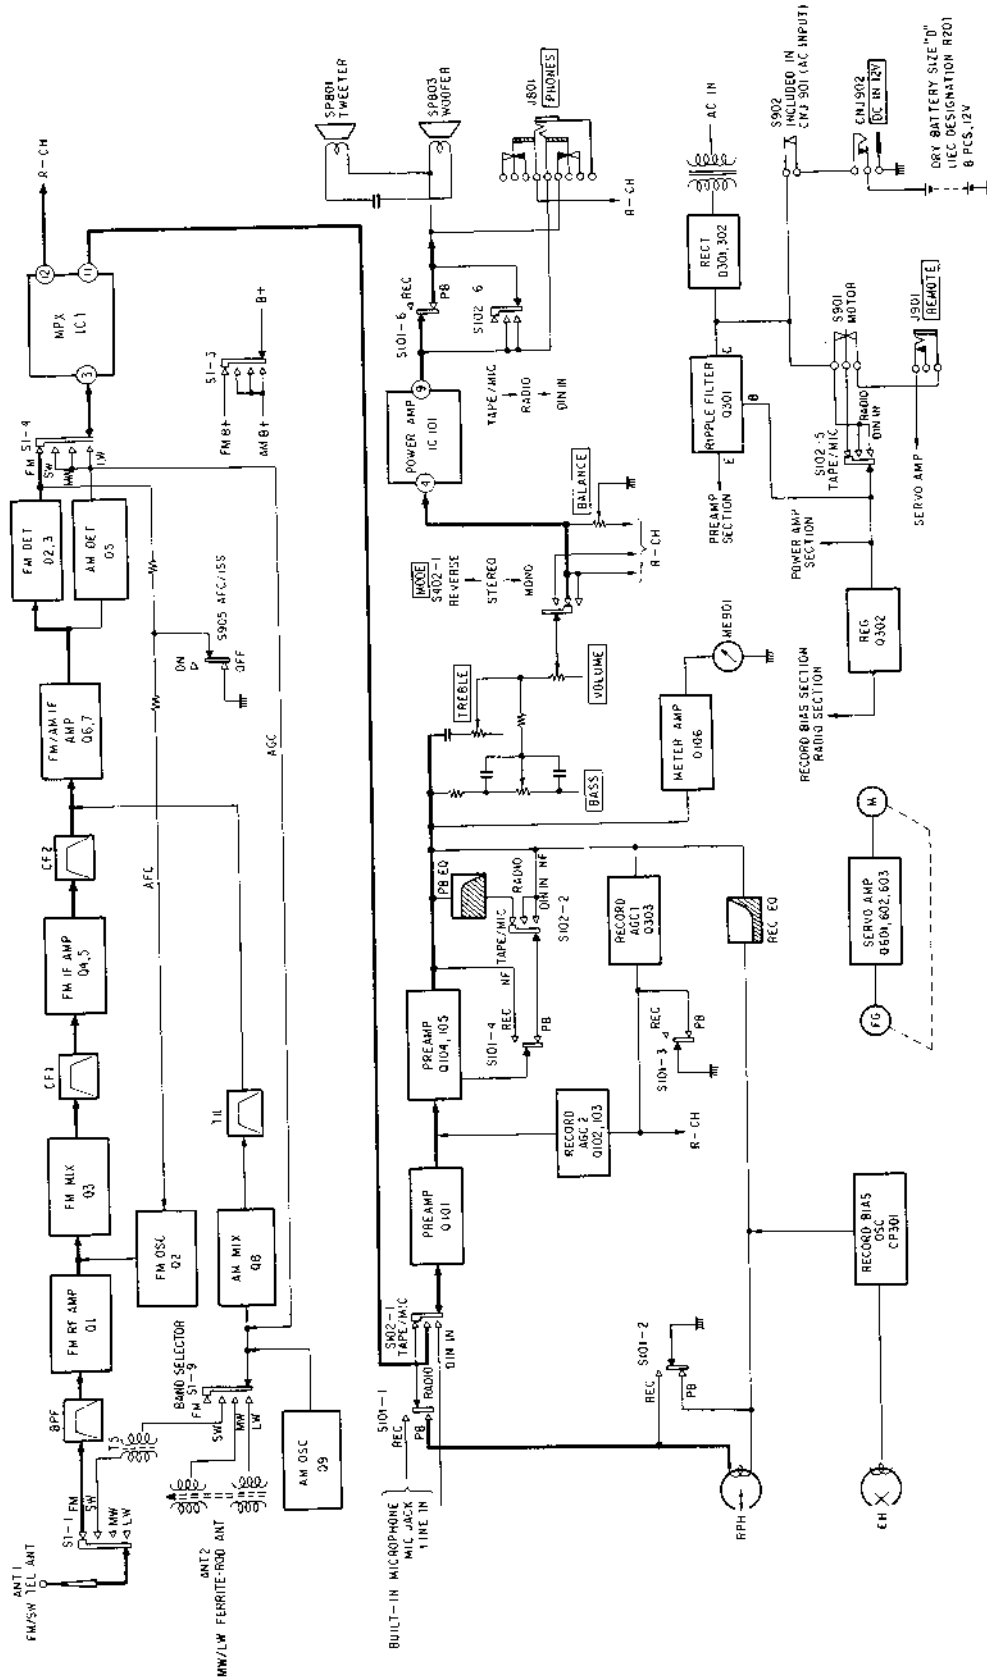 ANT1
FM/SW TEL ANT
S1-1
FM
SW
MW
LW
BPF
FM RF AMP
Q1
FM MIX
Q3
CF1
FM IF AMP
Q4,5
CF2
FM/AM IF
AMP
Q6,7
FM DET
D2,3
AM DET
D5
FM S1-4
SW
MW
LW
MPX
IC1
3
12
11
R-CH
T5
FM OSC
Q2
AFC
ON
OFF
S905 AFC/ISS
FM B+
AM B+
S1-3
B+
ANT2
MW/LW FERRITE-ROD ANT
BAND SELECTOR
S1-9
FM
SW
MW
LW
AM OSC
Q9
AM MIX
Q8
AGC
BUILT-IN MICROPHONE
MIC JACK
LINE IN
S101-1
REC
PB
RADIO
S102-1
TAPE/MIC
DIN IN
PREAMP
Q101
PREAMP
Q104,105
S101-4
REC
NF
PB
PB EQ
TAPE/MIC
RADIO
DIN IN NF
S102-2
TREBLE
BASS
VOLUME
MODE
S402-1
REVERSE
STEREO
MONO
BALANCE
R-CH
POWER AMP
IC101
4
9
S101-6
REC
PB
S102 6
TAPE/MIC
RADIO
DIN IN
SP801
TWEETER
SP803
WOOFER
J801
PHONES
R-CH
RECORD
AGC 2
Q102,103
RECORD
AGC1
Q303
S101-3
REC
PB
R-CH
REC EQ
METER AMP
Q106
ME901
RPH
S101-2
REC
PB
EH
RECORD BIAS
OSC
CP301
FG
SERVO AMP
Q601,602,603
M
RECORD BIAS SECTION
RADIO SECTION
REG
Q302
POWER AMP
SECTION
PREAMP
SECTION
RIPPLE FILTER
Q301
E
B
C
RECT
D301,302
AC IN
S102-5
TAPE/MIC
RADIO
DIN IN
S901
MOTOR
SERVO AMP
J901
REMOTE
S902
INCLUDED IN
CNJ 901 (AC INPUT)
CNJ902
DC IN 12V
DRY BATTERY SIZE "D"
(IEC DESIGNATION R20)
8 PCS, 12V